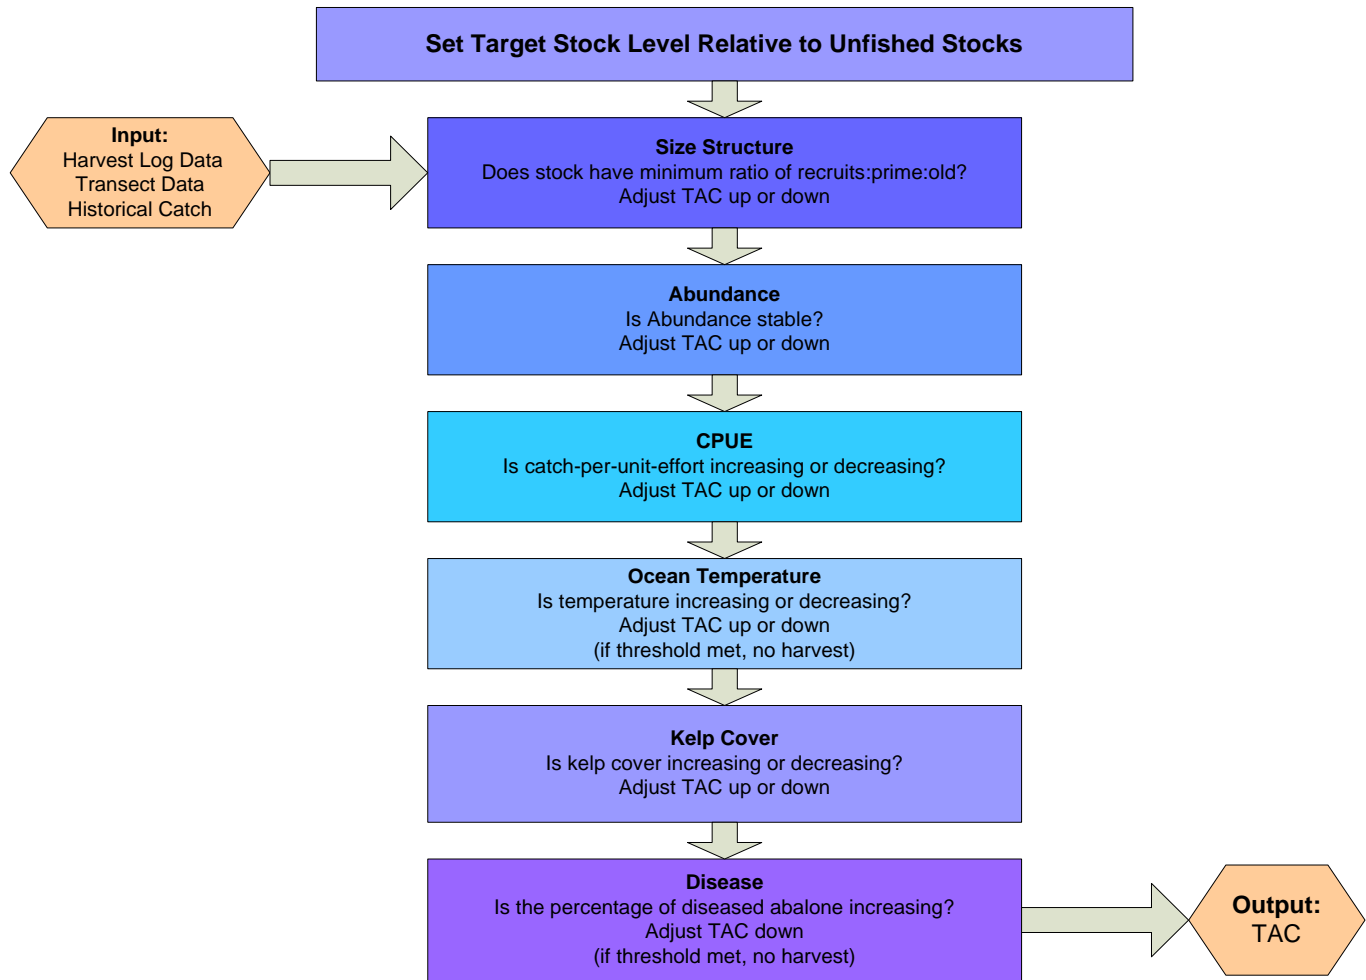 Set Target Stock Level Relative to Unfished Stocks
Input:
Harvest Log Data
Transect Data
Historical Catch
Size Structure
Does stock have minimum ratio of recruits:prime:old?
Adjust TAC up or down
Abundance
Is Abundance stable?
Adjust TAC up or down
CPUE
Is catch-per-unit-effort increasing or decreasing?
Adjust TAC up or down
Ocean Temperature
Is temperature increasing or decreasing?
Adjust TAC up or down
(if threshold met, no harvest)
Kelp Cover
Is kelp cover increasing or decreasing?
Adjust TAC up or down
Disease
Is the percentage of diseased abalone increasing?
Adjust TAC down
(if threshold met, no harvest)
Output:
TAC